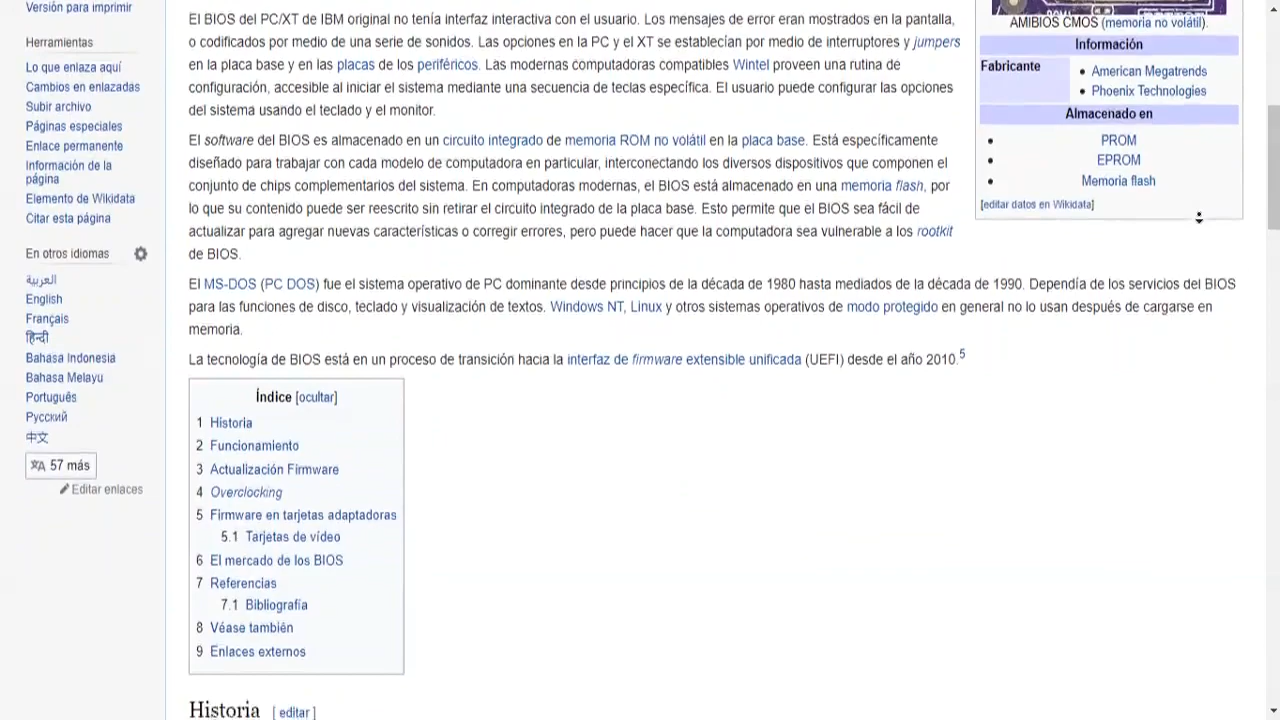 Versión para imprimir
Herramientas
Lo que enlaza aquí
Cambios en enlazadas
Subir archivo
Páginas especiales
Enlace permanente
Información de la
página
Elemento de Wikidata
Citar esta página
En otros idiomas
العربية
English
Français
हिन्दी
Bahasa Indonesia
Bahasa Melayu
Português
Русский
中文
57 más
Editar enlaces
El BIOS del PC/XT de IBM original no tenía interfaz interactiva con el usuario. Los mensajes de error eran mostrados en la pantalla,
o codificados por medio de una serie de sonidos. Las opciones en la PC y el XT se establecían por medio de interruptores y jumpers
en la placa base y en las placas de los periféricos. Las modernas computadoras compatibles Wintel proveen una rutina de
configuración, accesible al iniciar el sistema mediante una secuencia de teclas específica. El usuario puede configurar las opciones
del sistema usando el teclado y el monitor.
El software del BIOS es almacenado en un circuito integrado de memoria ROM no volátil en la placa base. Está específicamente
diseñado para trabajar con cada modelo de computadora en particular, interconectando los diversos dispositivos que componen el
conjunto de chips complementarios del sistema. En computadoras modernas, el BIOS está almacenado en una memoria flash, por
lo que su contenido puede ser reescrito sin retirar el circuito integrado de la placa base. Esto permite que el BIOS sea fácil de
actualizar para agregar nuevas características o corregir errores, pero puede hacer que la computadora sea vulnerable a los rootkit
de BIOS.
El MS-DOS (PC DOS) fue el sistema operativo de PC dominante desde principios de la década de 1980 hasta mediados de la década de 1990. Dependía de los servicios del BIOS
para las funciones de disco, teclado y visualización de textos. Windows NT, Linux y otros sistemas operativos de modo protegido en general no lo usan después de cargarse en
memoria.
La tecnología de BIOS está en un proceso de transición hacia la interfaz de firmware extensible unificada (UEFI) desde el año 2010.5
Índice [ocultar]
1 Historia
2 Funcionamiento
3 Actualización Firmware
4 Overclocking
5 Firmware en tarjetas adaptadoras
5.1 Tarjetas de vídeo
6 El mercado de los BIOS
7 Referencias
7.1 Bibliografía
8 Véase también
9 Enlaces externos
Historia [ editar ]
AMIBIOS CMOS (memoria no volátil).
Información
Fabricante
• American Megatrends
• Phoenix Technologies
Almacenado en
• PROM
• EPROM
• Memoria flash
[editar datos en Wikidata]